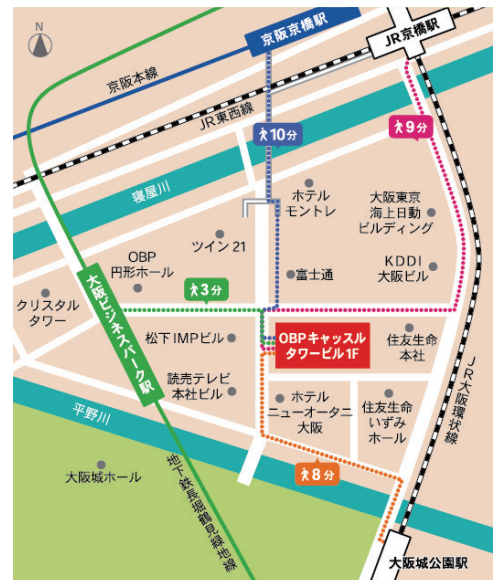 N
京阪京橋駅
JR京橋駅
京阪本線
JR東西線
10分
9分
寝屋川
ホテル
モントレ
大阪東京
海上日動
ビルディング
ツイン21
OBP
円形ホール
富士通
KDDI
大阪ビル
クリスタル
タワー
大阪ビジネスパーク駅
3分
松下IMPビル
OBPキャッスル
タワービル1F
住友生命
本社
読売テレビ
本社ビル
ホテル
ニューオータニ
大阪
住友生命
いずみ
ホール
JR大阪環状線
平野川
大阪城ホール
地下鉄長堀鶴見緑地線
8分
大阪城公園駅